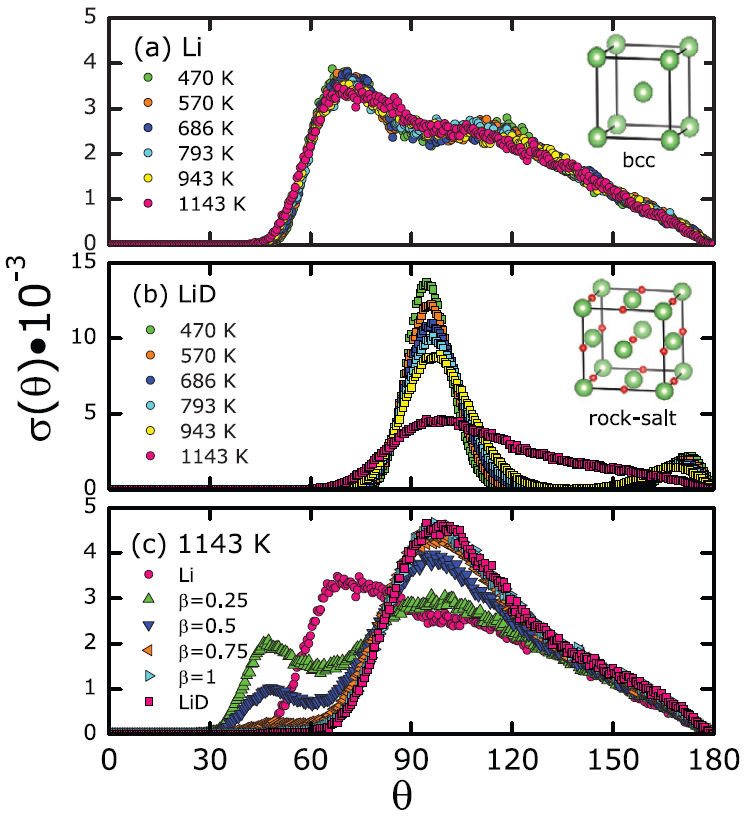 (a) Li
470 K
570 K
686 K
793 K
943 K
1143 K
bcc
5
4
3
2
1
0
(b) LiD
470 K
570 K
686 K
793 K
943 K
1143 K
rock-salt
15
10
5
0
(c) 1143 K
Li
β=0.25
β=0.5
β=0.75
β=1
LiD
5
4
3
2
1
0
σ(θ)•10⁻³
0 30 60 90 120 150 180
θ